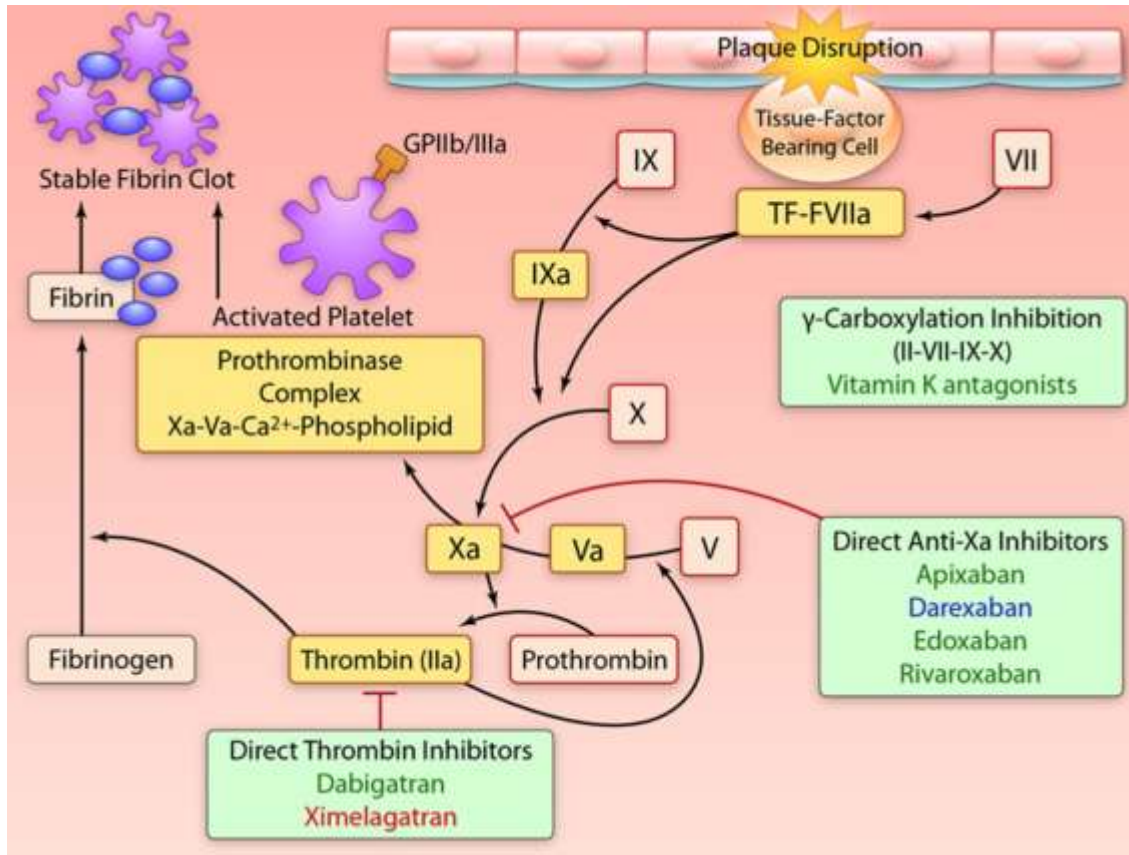 Plaque Disruption
Tissue-Factor
Bearing Cell
GPIIb/IIIa
IX
VII
Stable Fibrin Clot
TF-FVIIa
IXa
Fibrin
Activated Platelet
γ-Carboxylation Inhibition
(II-VII-IX-X)
Vitamin K antagonists
Prothrombinase
Complex
Xa-Va-Ca²⁺-Phospholipid
X
Xa
Va
V
Direct Anti-Xa Inhibitors
Apixaban
Darexaban
Edoxaban
Rivaroxaban
Fibrinogen
Thrombin (IIa)
Prothrombin
Direct Thrombin Inhibitors
Dabigatran
Ximelagatran